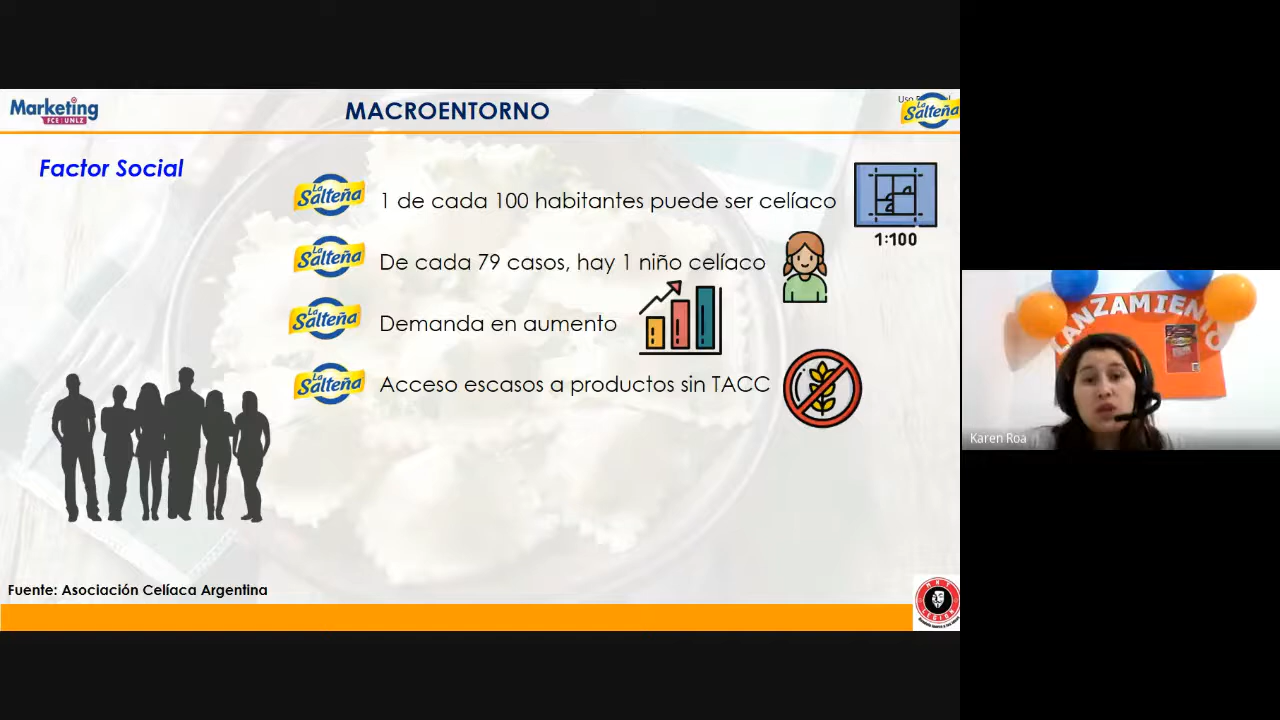 Marketing
FCE | UNLZ
MACROENTORNO
La
Salteña
Factor Social
La
Salteña
1 de cada 100 habitantes puede ser celíaco
1:100
La
Salteña
De cada 79 casos, hay 1 niño celíaco
La
Salteña
Demanda en aumento
La
Salteña
Acceso escasos a productos sin TACC
LANZAMIENTO
Karen Roa
Fuente: Asociación Celíaca Argentina